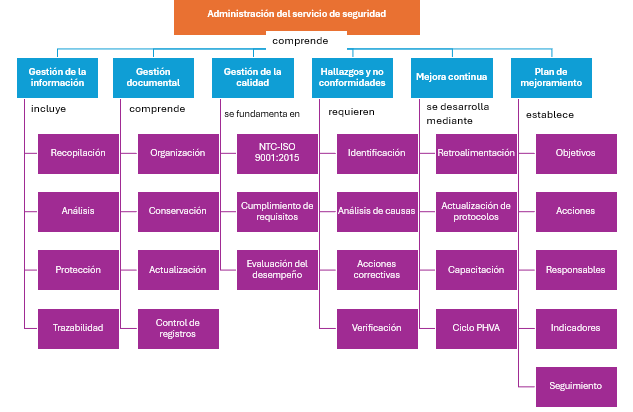 Administración del servicio de seguridad
comprende
Gestión de la
información
Gestión
documental
Gestión de la
calidad
Hallazgos y no
conformidades
Mejora continua
Plan de
mejoramiento
incluye
comprende
se fundamenta en
requieren
se desarrolla
mediante
establece
Recopilación
Organización
NTC-ISO
9001:2015
Identificación
Retroalimentación
Objetivos
Análisis
Conservación
Cumplimiento de
requisitos
Análisis de causas
Actualización de
protocolos
Acciones
Protección
Actualización
Evaluación del
desempeño
Acciones
correctivas
Capacitación
Responsables
Trazabilidad
Control de
registros
Verificación
Ciclo PHVA
Indicadores
Seguimiento